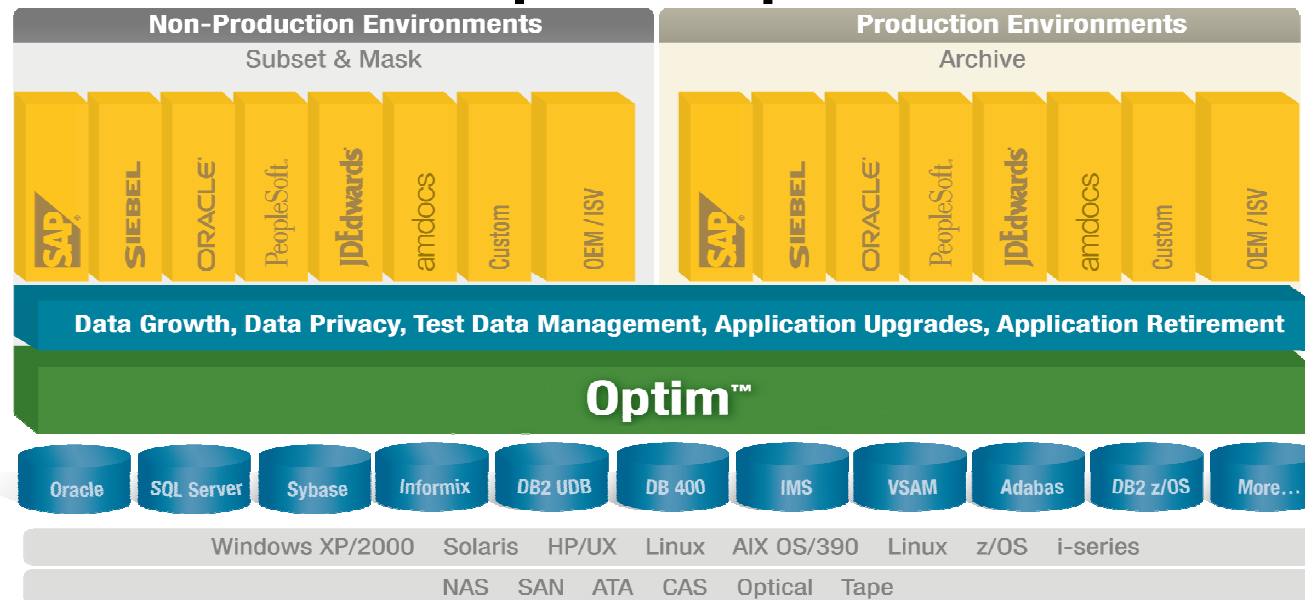 Non-Production Environments
Subset & Mask
SAP®
SIEBEL
ORACLE®
PeopleSoft®
JDEdwards®
amdocs
Custom
OEM / ISV
Production Environments
Archive
SAP®
SIEBEL
ORACLE®
PeopleSoft®
JDEdwards®
amdocs
Custom
OEM / ISV
Data Growth, Data Privacy, Test Data Management, Application Upgrades, Application Retirement
Optim™
Oracle
SQL Server
Sybase
Informix
DB2 UDB
DB 400
IMS
VSAM
Adabas
DB2 z/OS
More...
Windows XP/2000 Solaris HP/UX Linux AIX OS/390 Linux z/OS i-series
NAS SAN ATA CAS Optical Tape